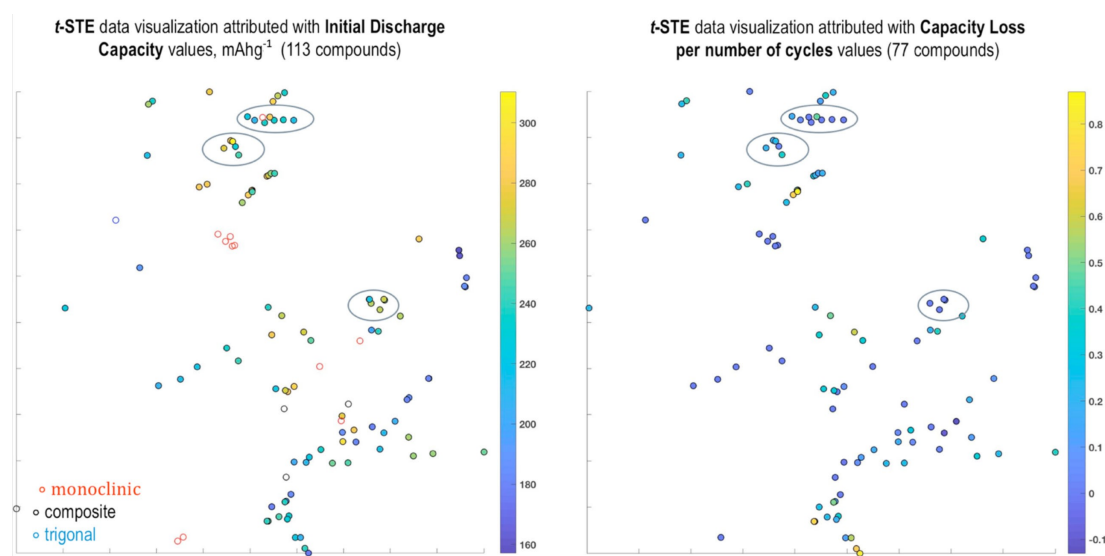 t-STE data visualization attributed with Initial Discharge
Capacity values, mAhg⁻¹ (113 compounds)
300
280
260
240
220
200
180
160
monoclinic
composite
trigonal
t-STE data visualization attributed with Capacity Loss
per number of cycles values (77 compounds)
0.8
0.7
0.6
0.5
0.4
0.3
0.2
0.1
0
-0.1